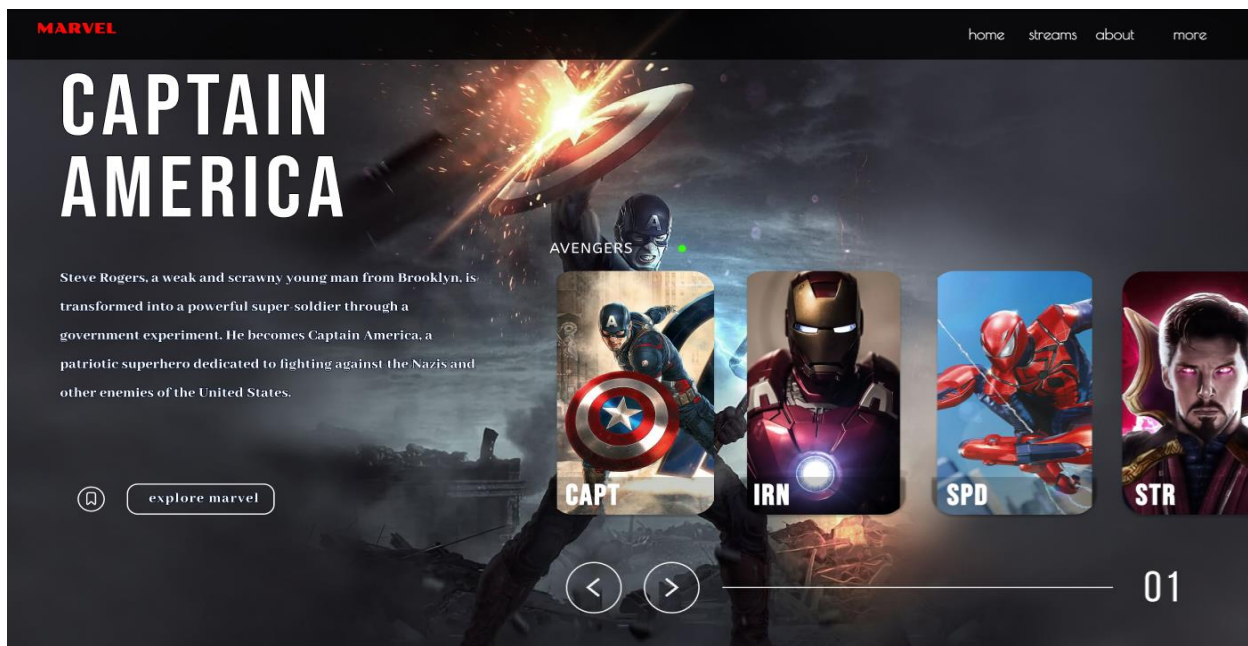 MARVEL
home streams about more
CAPTAIN
AMERICA
Steve Rogers, a weak and scrawny young man from Brooklyn, is
transformed into a powerful super-soldier through a
government experiment. He becomes Captain America, a
patriotic superhero dedicated to fighting against the Nazis and
other enemies of the United States.
explore marvel
AVENGERS
A
A
CAPT
IRN
SPD
STR
01